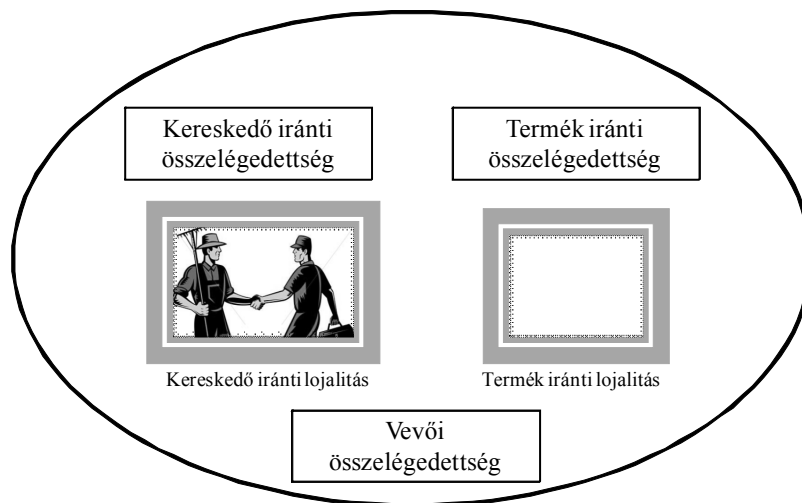 Kereskedő iránti
összelégedettség
Termék iránti
összelégedettség
Kereskedő iránti lojalitás
Termék iránti lojalitás
Vevői
összelégedettség